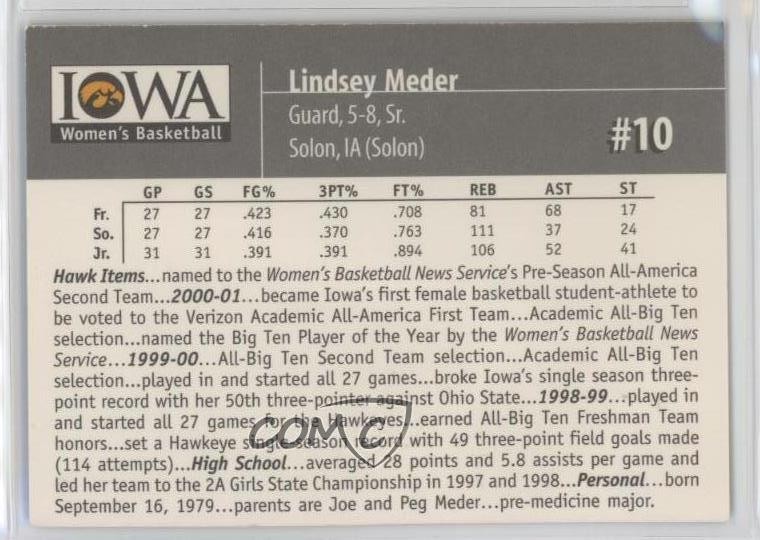 IOWA
Women's Basketball
Lindsey Meder
Guard, 5-8, Sr.
Solon, IA (Solon)
#10
GP GS FG% 3PT% FT% REB AST ST
Fr. 27 27 .423 .430 .708 81 68 17
So. 27 27 .416 .370 .763 111 37 24
Jr. 31 31 .391 .391 .894 106 52 41
Hawk Items...named to the Women's Basketball News Service's Pre-Season All-America
Second Team...2000-01...became Iowa's first female basketball student-athlete to
be voted to the Verizon Academic All-America First Team...Academic All-Big Ten
selection...named the Big Ten Player of the Year by the Women's Basketball News
Service...1999-00...All-Big Ten Second Team selection...Academic All-Big Ten
selection...played in and started all 27 games...broke Iowa's single season three-
point record with her 50th three-pointer against Ohio State...1998-99...played in
and started all 27 games for the Hawkeyes...earned All-Big Ten Freshman Team
honors...set a Hawkeye single-season record with 49 three-point field goals made
(114 attempts)...High School...averaged 28 points and 5.8 assists per game and
led her team to the 2A Girls State Championship in 1997 and 1998...Personal...born
September 16, 1979...parents are Joe and Peg Meder...pre-medicine major.
COMC